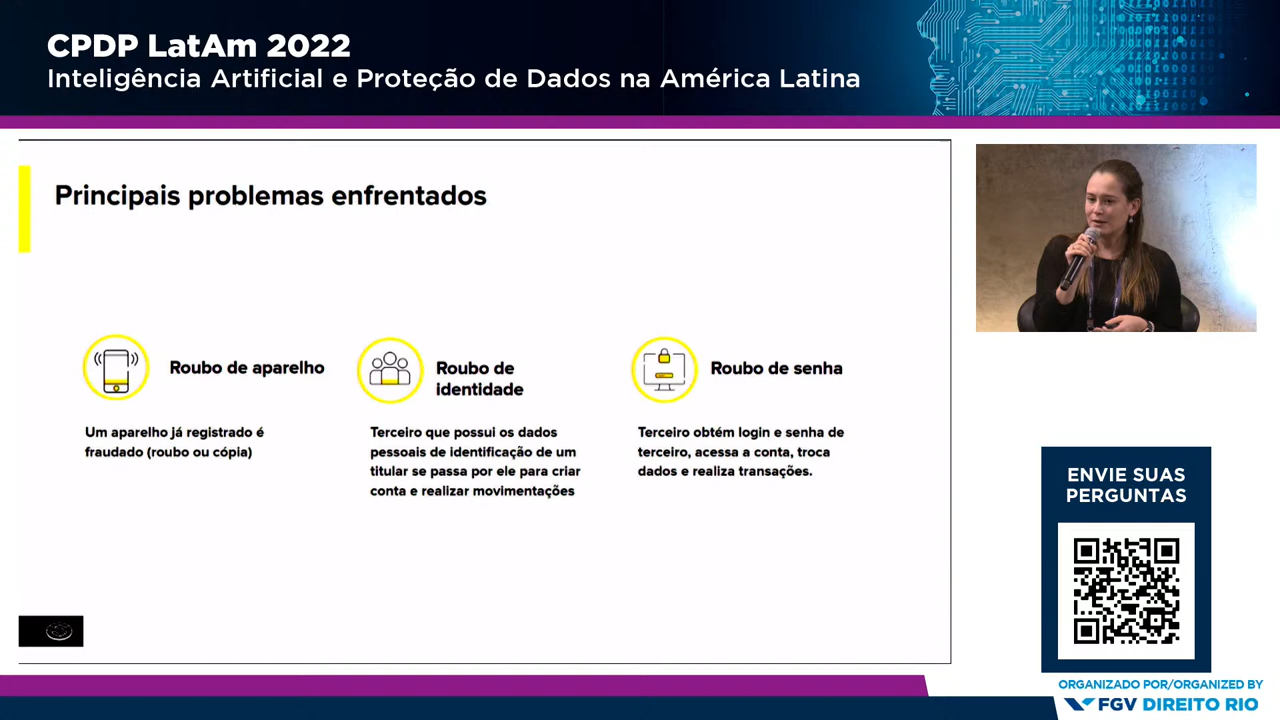 CPDP LatAm 2022
Inteligência Artificial e Proteção de Dados na América Latina
Principais problemas enfrentados
Roubo de aparelho
Um aparelho já registrado é
fraudado (roubo ou cópia)
Roubo de
identidade
Terceiro que possui os dados
pessoais de identificação de um
titular se passa por ele para criar
conta e realizar movimentações
Roubo de senha
Terceiro obtém login e senha de
terceiro, acessa a conta, troca
dados e realiza transações.
ENVIE SUAS
PERGUNTAS
ORGANIZADO POR/ORGANIZED BY
FGV DIREITO RIO